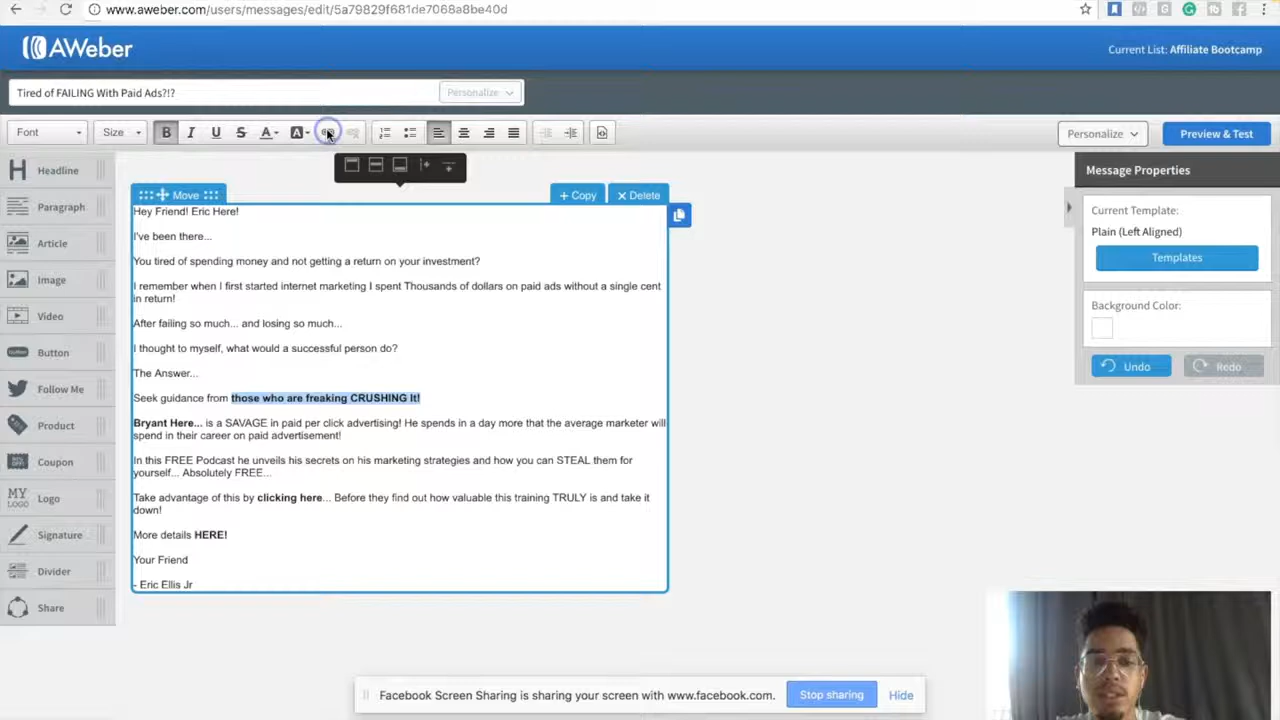 www.aweber.com/users/messages/edit/5a79829f681de7068a8be40d
AWeber
Current List: Affiliate Bootcamp
Tired of FAILING With Paid Ads?!?
Personalize
Font
Size
B
I
U
S
A
A
Personalize
Preview & Test
Headline
Paragraph
Article
Image
Video
Button
Follow Me
Product
Coupon
MY LOGO Logo
Signature
Divider
Share
Move
+ Copy
× Delete
Hey Friend! Eric Here!
I've been there...
You tired of spending money and not getting a return on your investment?
I remember when I first started internet marketing I spent Thousands of dollars on paid ads without a single cent
in return!
After failing so much... and losing so much...
I thought to myself, what would a successful person do?
The Answer...
Seek guidance from those who are freaking CRUSHING It!
Bryant Here... is a SAVAGE in paid per click advertising! He spends in a day more that the average marketer will
spend in their career on paid advertisement!
In this FREE Podcast he unveils his secrets on his marketing strategies and how you can STEAL them for
yourself... Absolutely FREE...
Take advantage of this by clicking here... Before they find out how valuable this training TRULY is and take it
down!
More details HERE!
Your Friend
- Eric Ellis Jr
Message Properties
Current Template:
Plain (Left Aligned)
Templates
Background Color:
Undo
Redo
Facebook Screen Sharing is sharing your screen with www.facebook.com.
Stop sharing
Hide